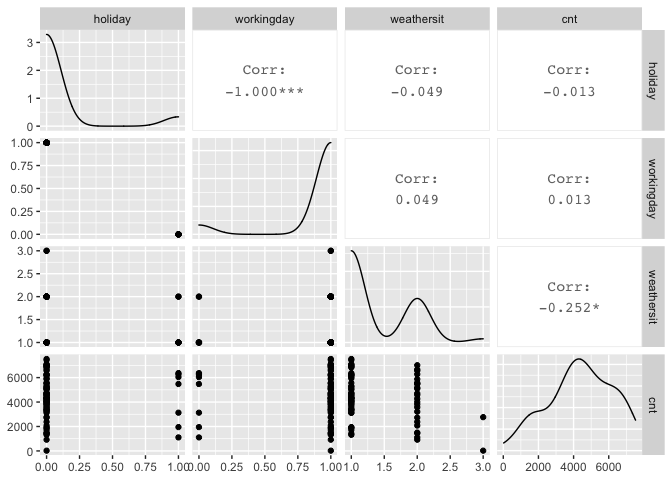 holiday
workingday
weathersit
cnt
3
2
1
0
Corr:
-1.000***
Corr:
-0.049
Corr:
-0.013
holiday
1.00
0.75
0.50
0.25
0.00
Corr:
0.049
Corr:
0.013
workingday
3.0
2.5
2.0
1.5
1.0
Corr:
-0.252*
weathersit
6000
4000
2000
0
cnt
0.00 0.25 0.50 0.75 1.00
0.00 0.25 0.50 0.75 1.00
1.0 1.5 2.0 2.5 3.0
0 2000 4000 6000